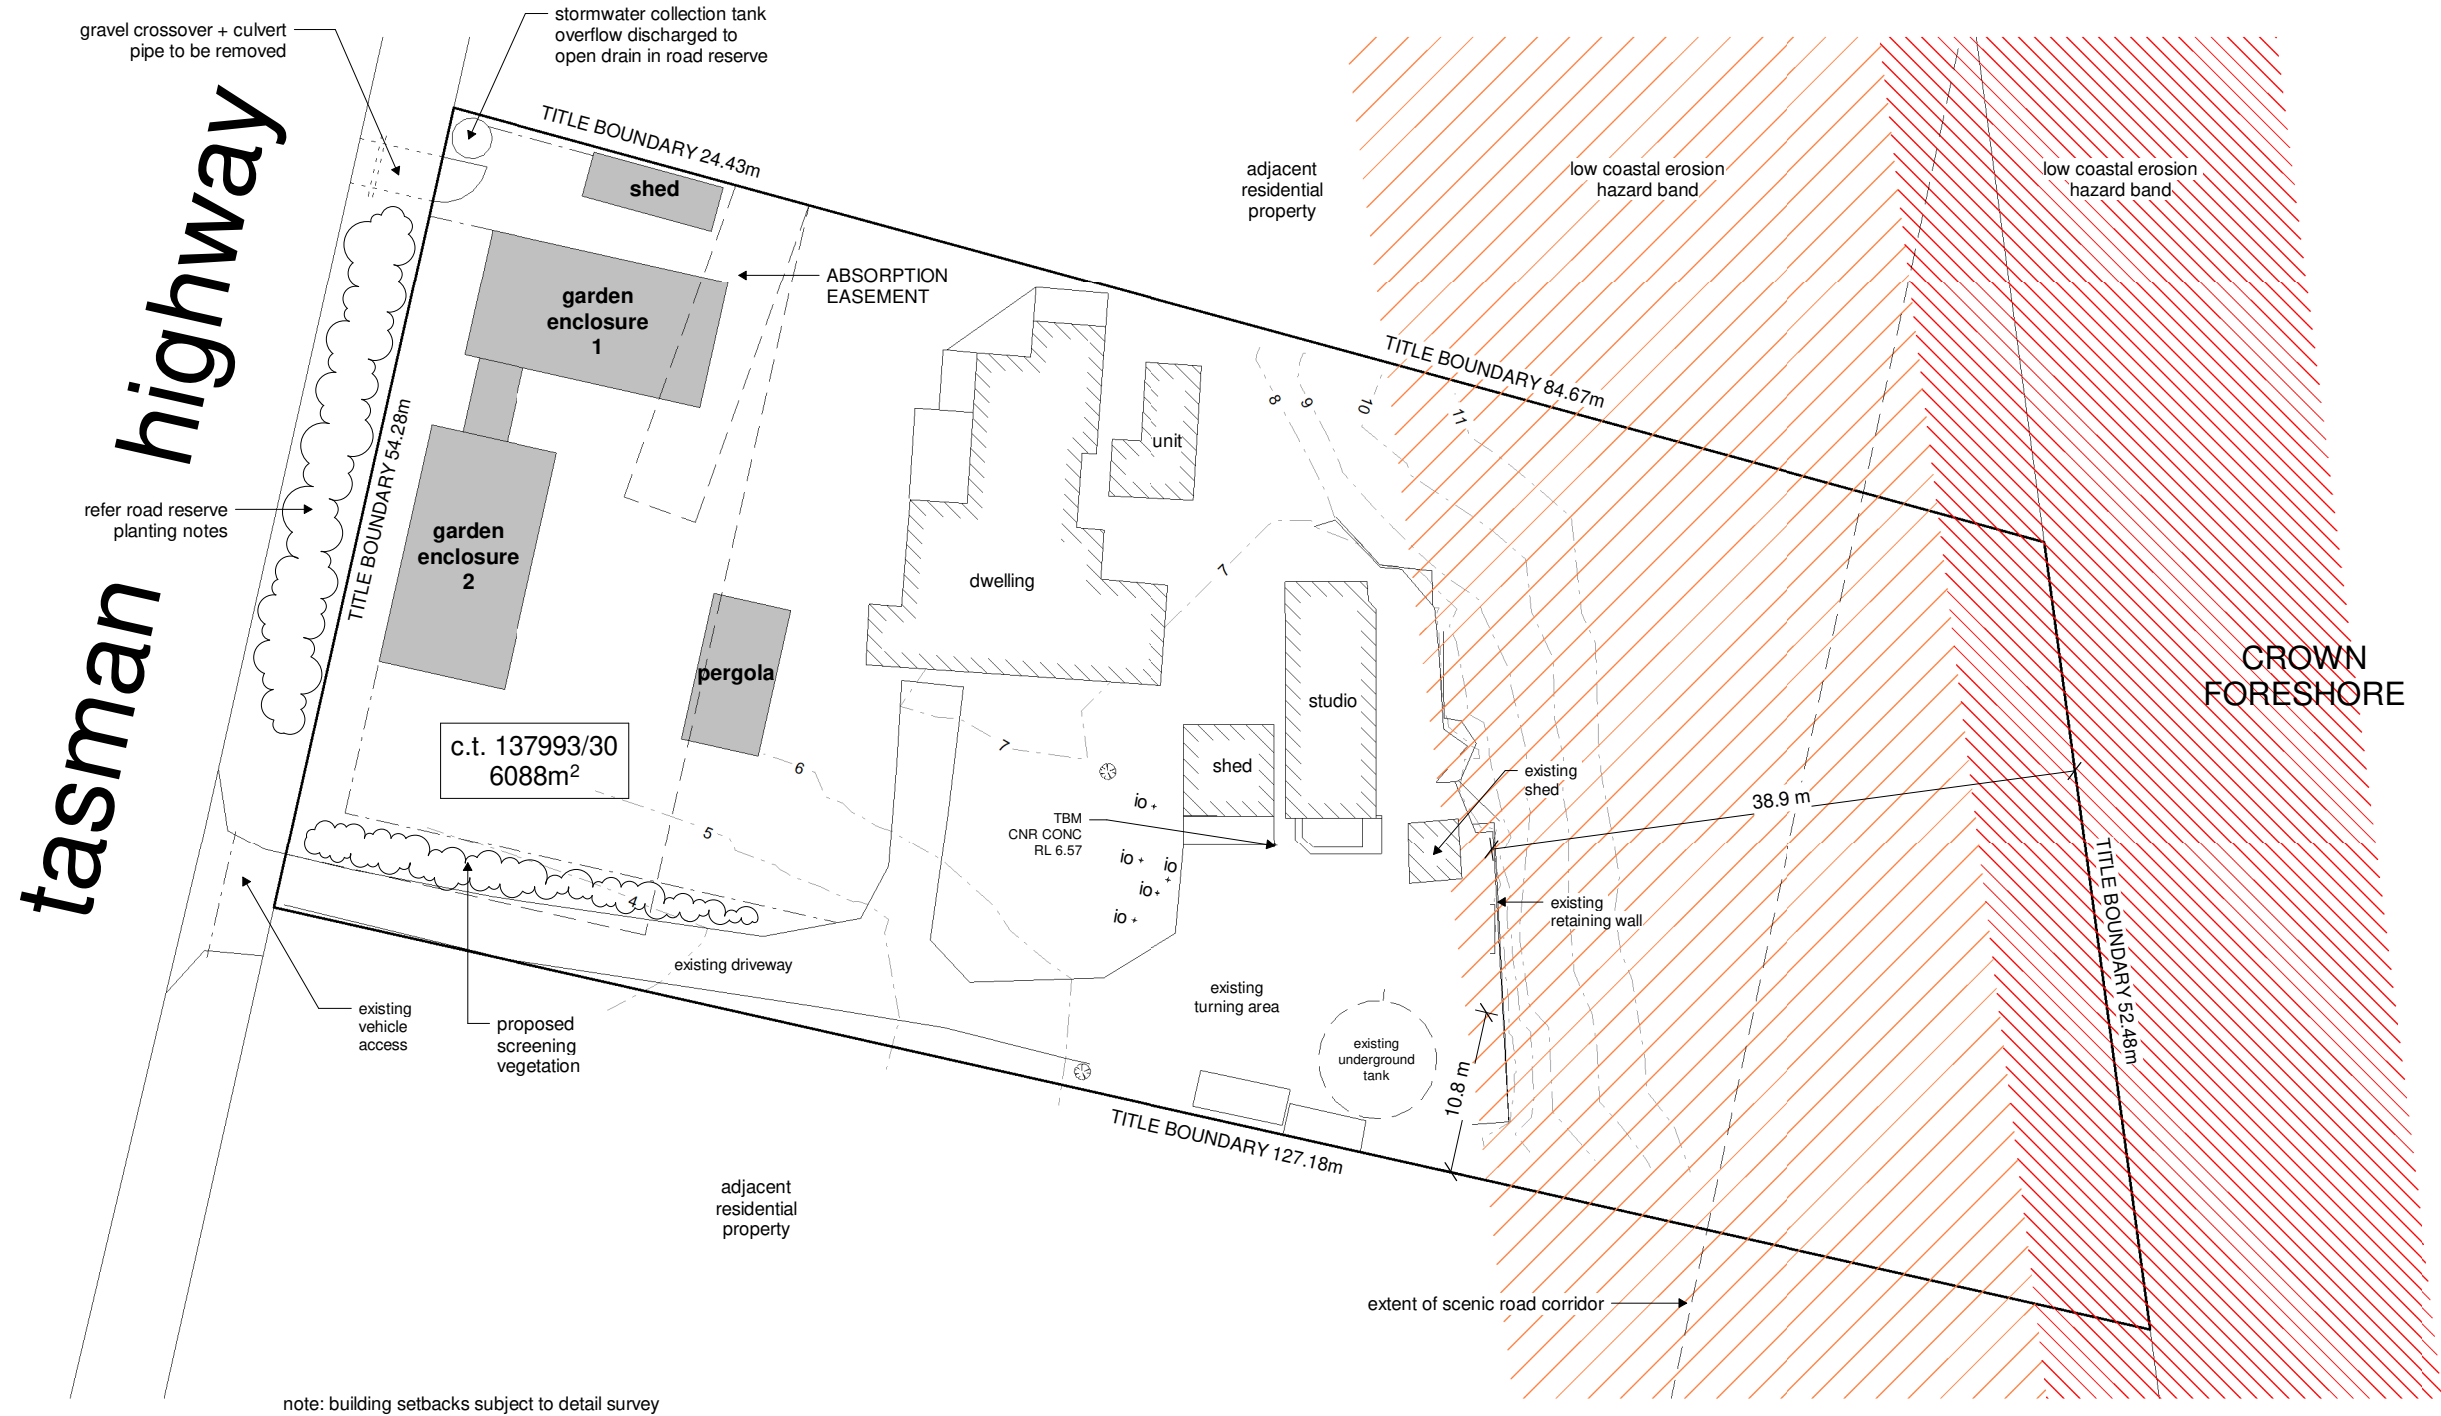 gravel crossover + culvert
pipe to be removed
stormwater collection tank
overflow discharged to
open drain in road reserve
tasman highway
TITLE BOUNDARY 24.43m
shed
garden
enclosure
1
ABSORPTION
EASEMENT
adjacent
residential
property
low coastal erosion
hazard band
low coastal erosion
hazard band
TITLE BOUNDARY 84.67m
8
9
10
11
unit
TITLE BOUNDARY 54.28m
refer road reserve
planting notes
garden
enclosure
2
dwelling
7
pergola
studio
CROWN
FORESHORE
c.t. 137993/30
6088m²
7
6
shed
existing
shed
38.9 m
io
5
TBM
CNR CONC
RL 6.57
io
io
io
io
4
existing
retaining wall
TITLE BOUNDARY 52.48m
existing driveway
existing
turning area
existing
vehicle
access
proposed
screening
vegetation
existing
underground
tank
10.8 m
TITLE BOUNDARY 127.18m
adjacent
residential
property
extent of scenic road corridor
note: building setbacks subject to detail survey